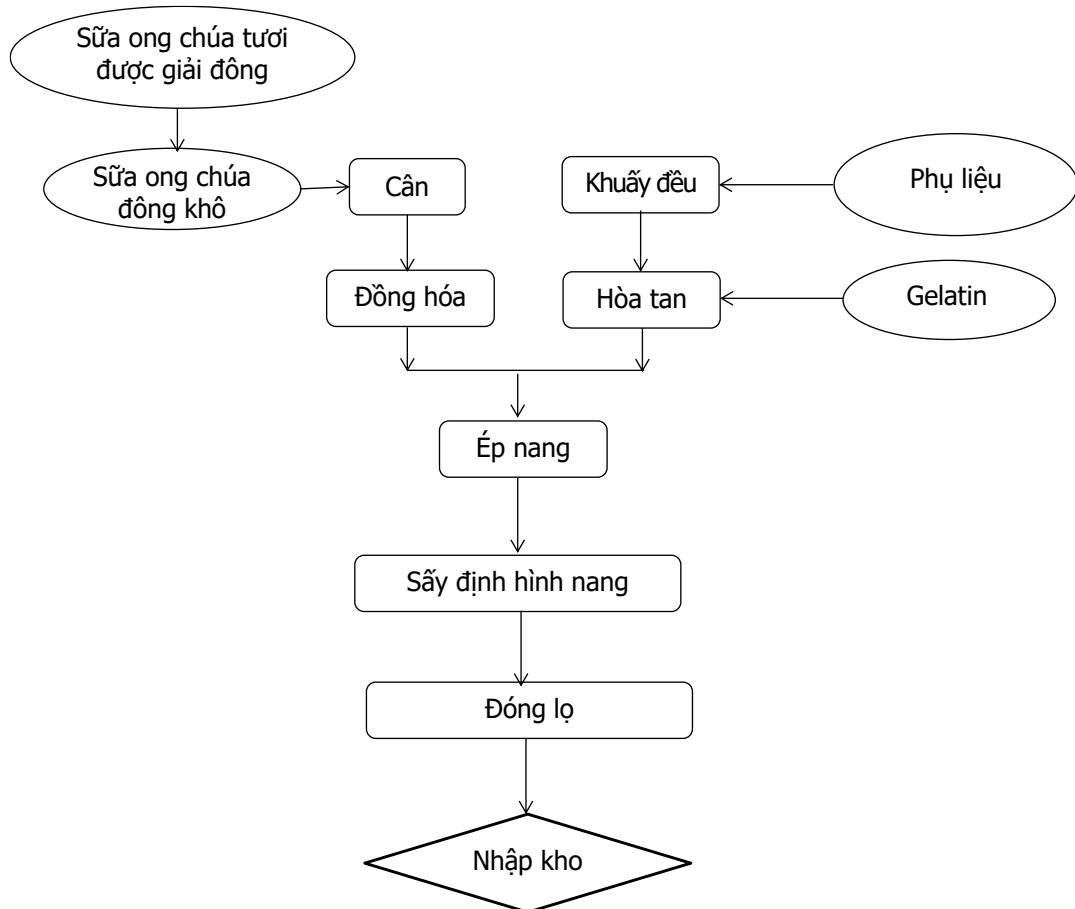 Sữa ong chúa tươi
được giải đông
Sữa ong chúa
đông khô
Cân
Khuấy đều
Phụ liệu
Đồng hóa
Hòa tan
Gelatin
Ép nang
Sấy định hình nang
Đóng lọ
Nhập kho